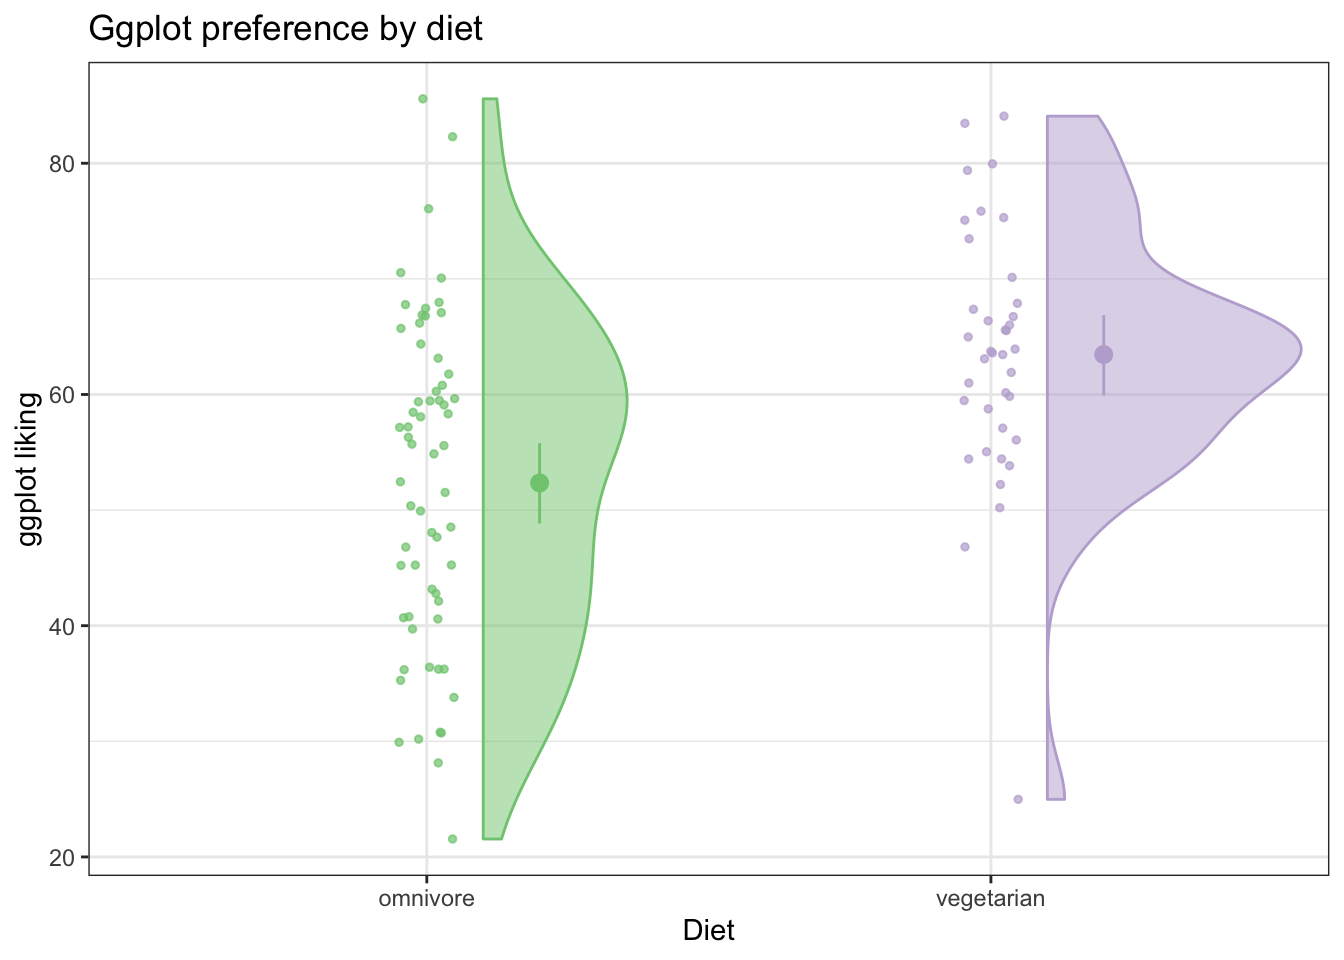 Ggplot preference by diet
80
60
40
20
ggplot liking
omnivore
vegetarian
Diet